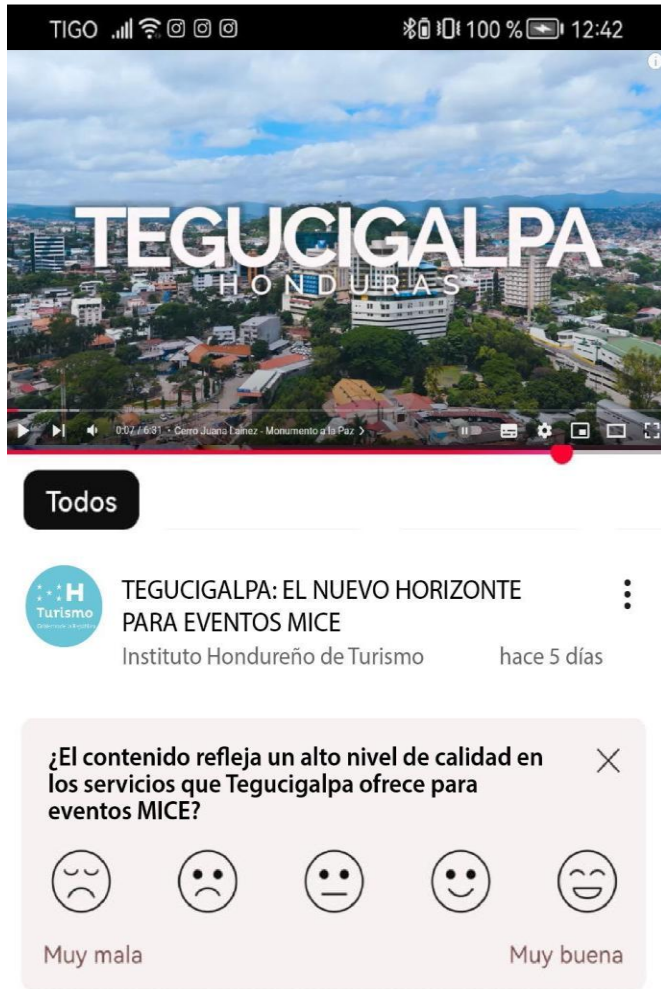 TIGO 100 % 12:42
TEGUCIGALPA
HONDURAS
0:07 / 6:31 • Cerro Juana Lainez - Monumento a la Paz >
Todos
H
Turismo
TEGUCIGALPA: EL NUEVO HORIZONTE
PARA EVENTOS MICE
Instituto Hondureño de Turismo hace 5 días
¿El contenido refleja un alto nivel de calidad en
los servicios que Tegucigalpa ofrece para
eventos MICE?
Muy mala Muy buena